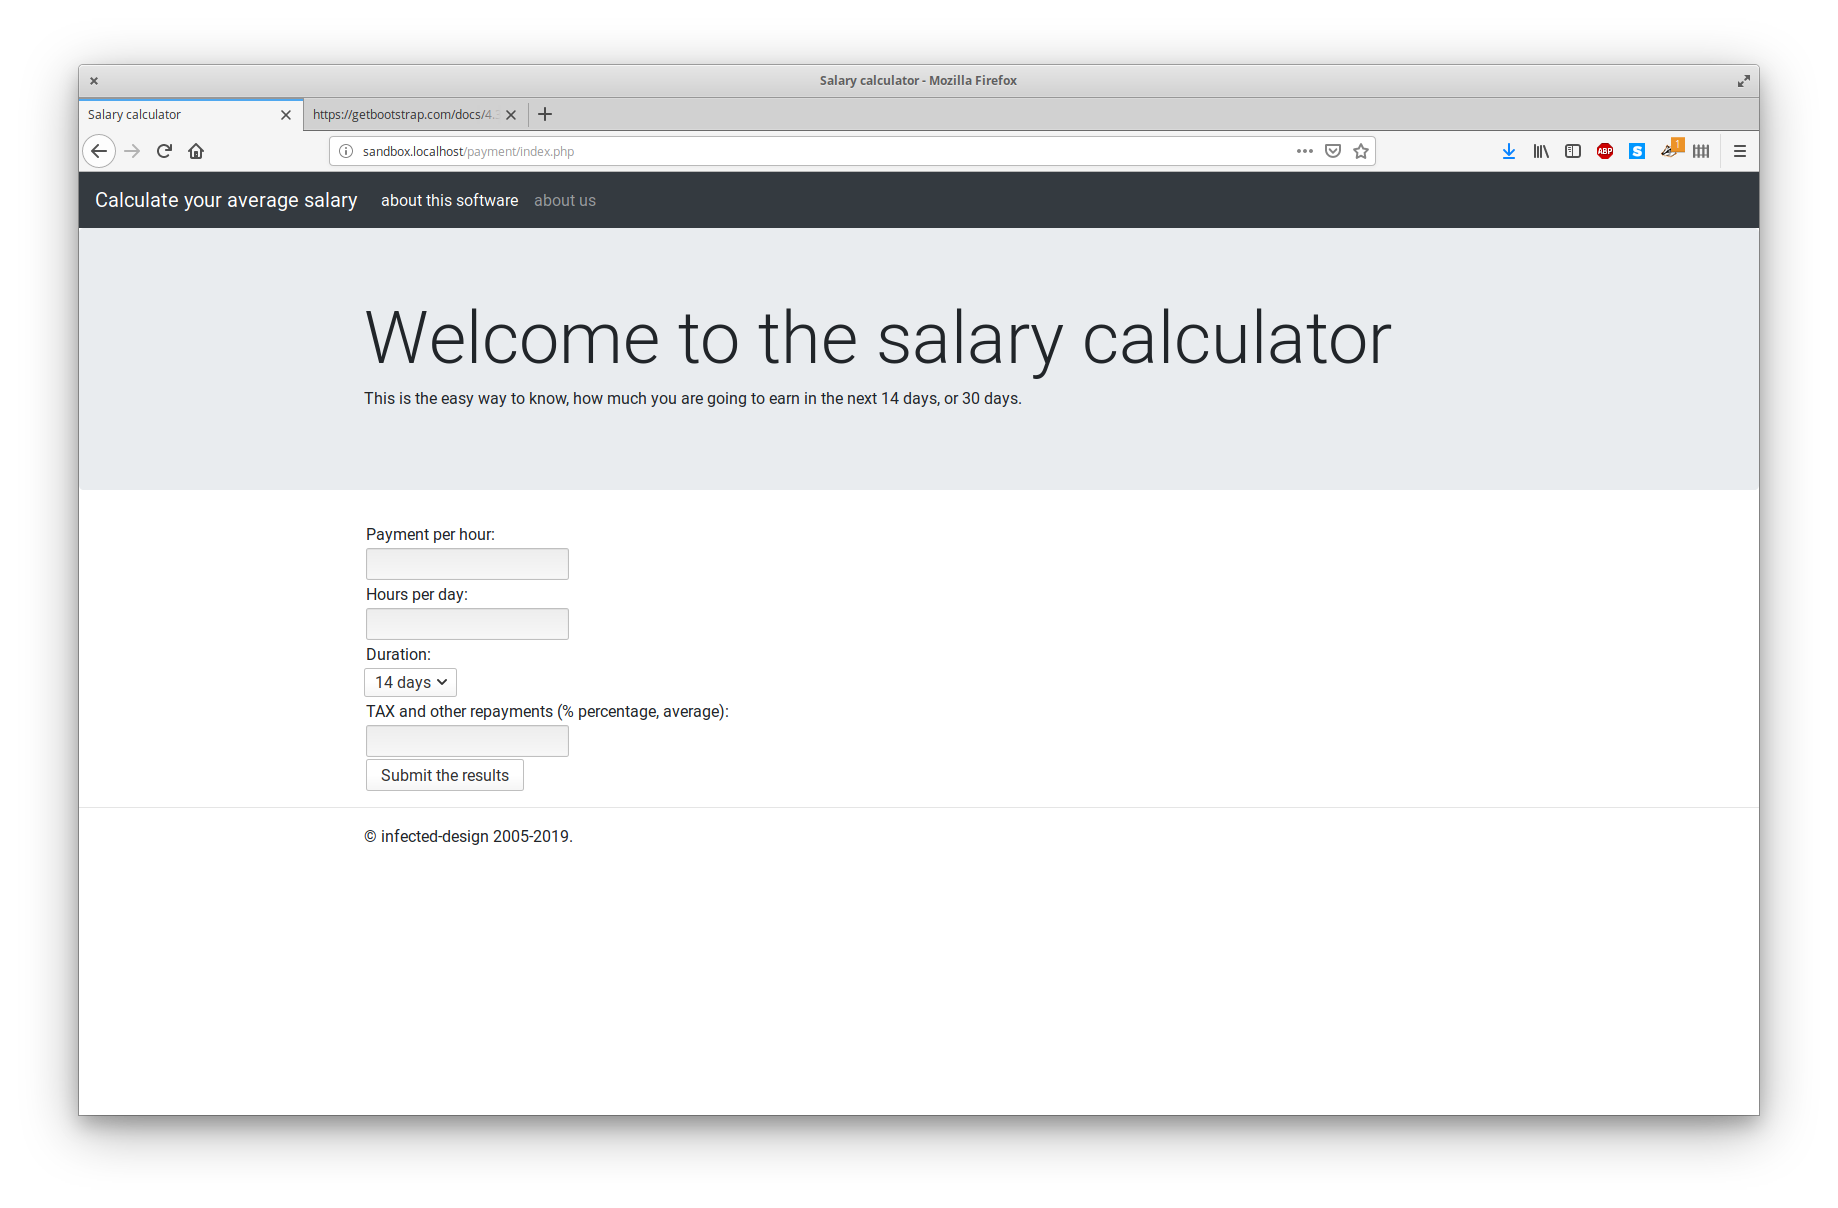 Salary calculator - Mozilla Firefox
Salary calculator
https://getbootstrap.com/docs/4.3
sandbox.localhost/payment/index.php
ABP
S
1
Calculate your average salary about this software about us
Welcome to the salary calculator
This is the easy way to know, how much you are going to earn in the next 14 days, or 30 days.
Payment per hour:
Hours per day:
Duration:
14 days
TAX and other repayments (% percentage, average):
Submit the results
© infected-design 2005-2019.